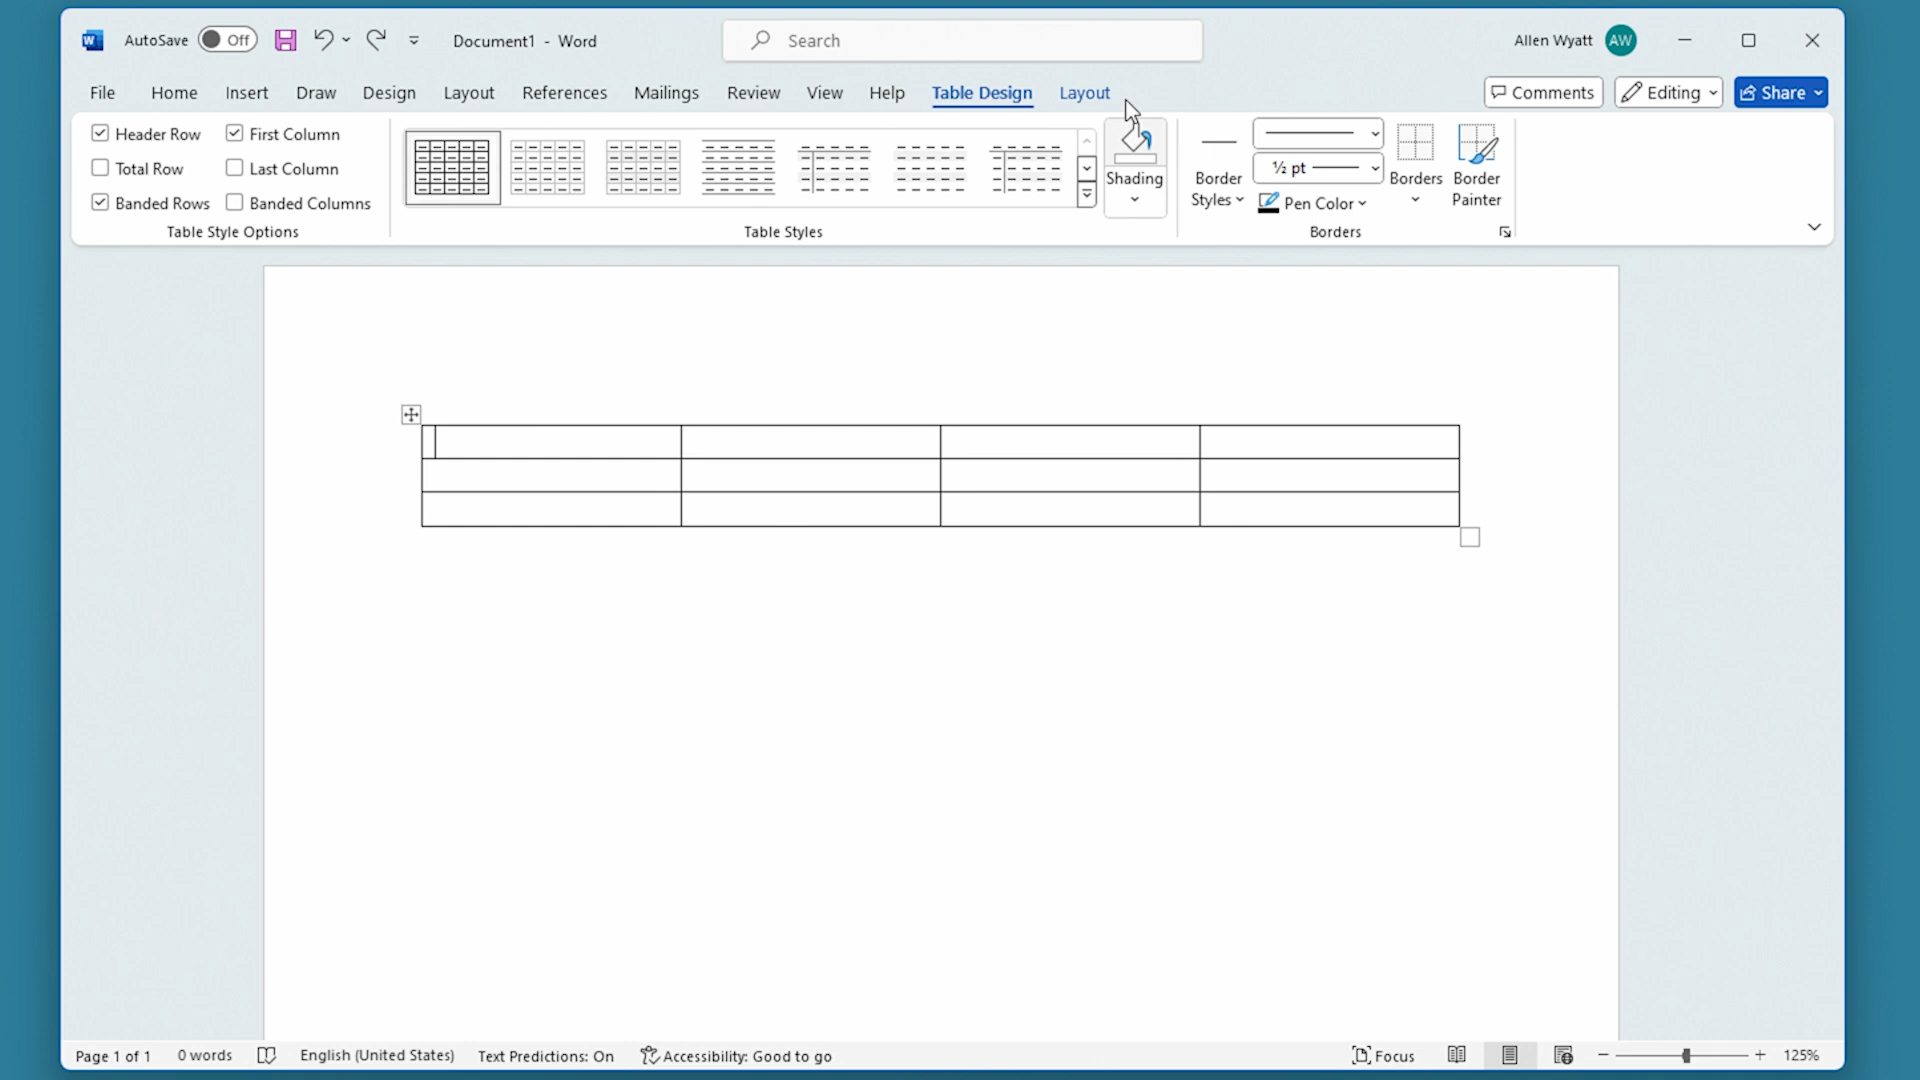 W AutoSave Off Document1 - Word Search Allen Wyatt AW
File Home Insert Draw Design Layout References Mailings Review View Help Table Design Layout Comments Editing Share
Header Row First Column
Total Row Last Column
Banded Rows Banded Columns
Table Style Options
Table Styles
Shading
Border
Styles
½ pt
Pen Color
Borders
Border
Painter
Borders
Page 1 of 1 0 words English (United States) Text Predictions: On Accessibility: Good to go Focus 125%